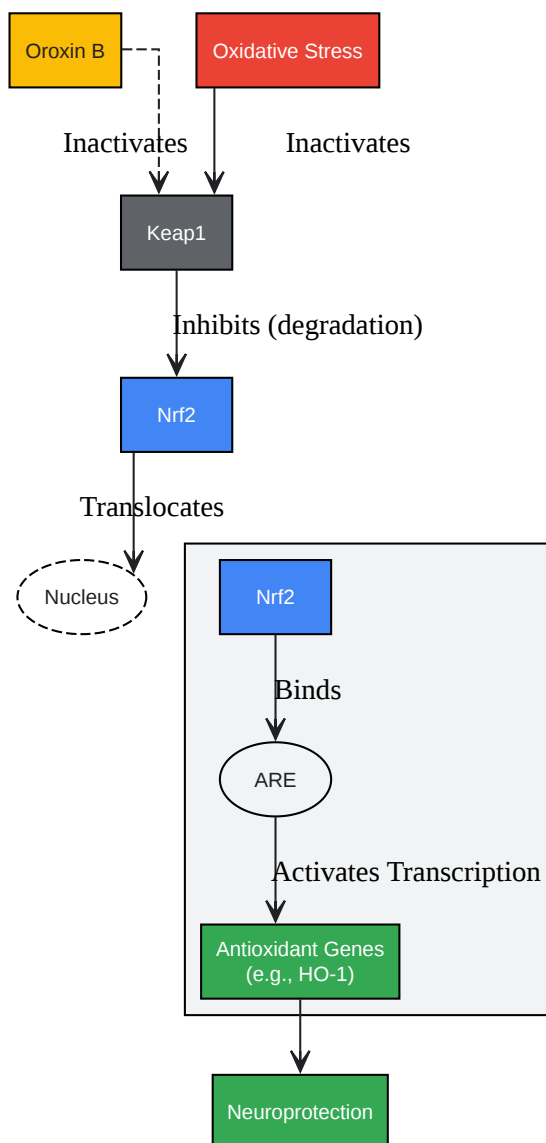 Oroxin B
Oxidative Stress
Inactivates
Inactivates
Keap1
Inhibits (degradation)
Nrf2
Translocates
Nucleus
Nrf2
Binds
ARE
Activates Transcription
Antioxidant Genes
(e.g., HO-1)
Neuroprotection